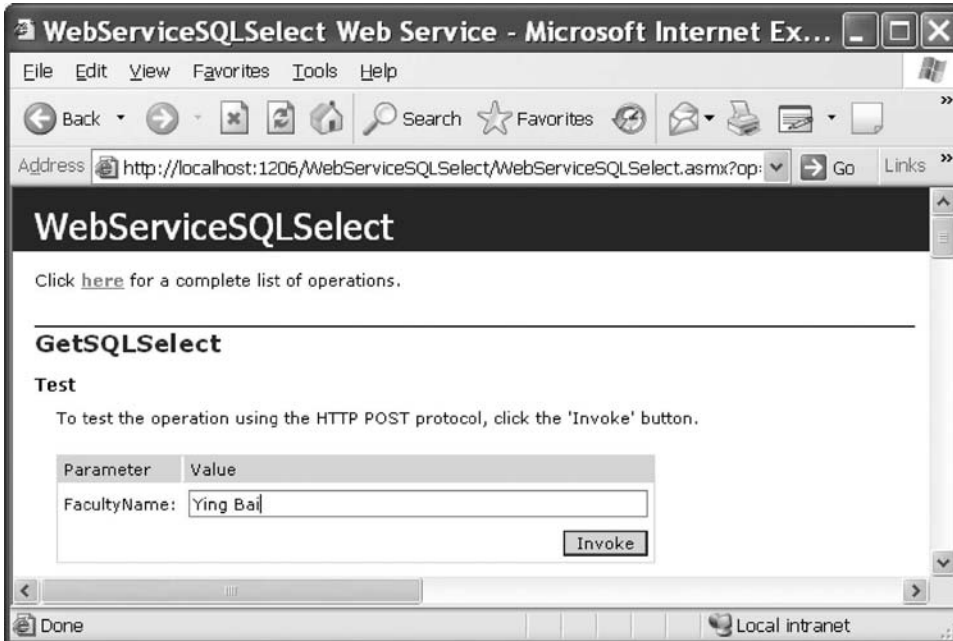 WebServiceSQLSelect Web Service - Microsoft Internet Ex...
File Edit View Favorites Tools Help
Back Search Favorites »
Address http://localhost:1206/WebServiceSQLSelect/WebServiceSQLSelect.asmx?op: Go Links »
WebServiceSQLSelect
Click here for a complete list of operations.
GetSQLSelect
Test
To test the operation using the HTTP POST protocol, click the 'Invoke' button.
Parameter Value
FacultyName: Ying Bai
Invoke
Done Local intranet